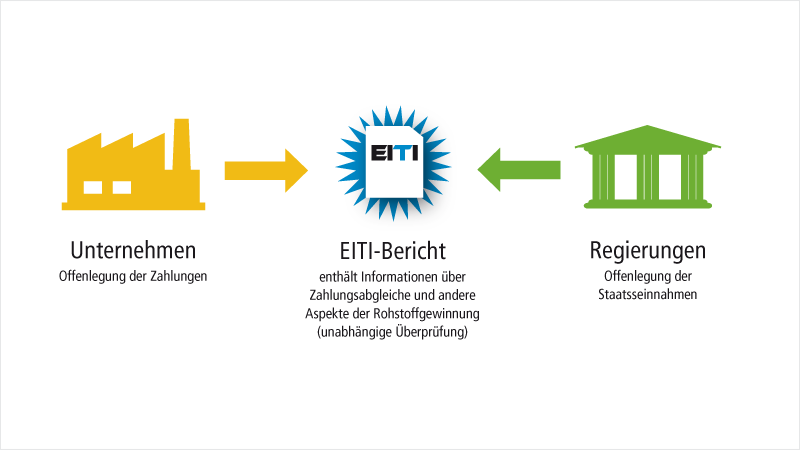 EITI
Unternehmen
Offenlegung der Zahlungen
EITI-Bericht
enthält Informationen über
Zahlungsabgleiche und andere
Aspekte der Rohstoffgewinnung
(unabhängige Überprüfung)
Regierungen
Offenlegung der
Staatsseinnahmen